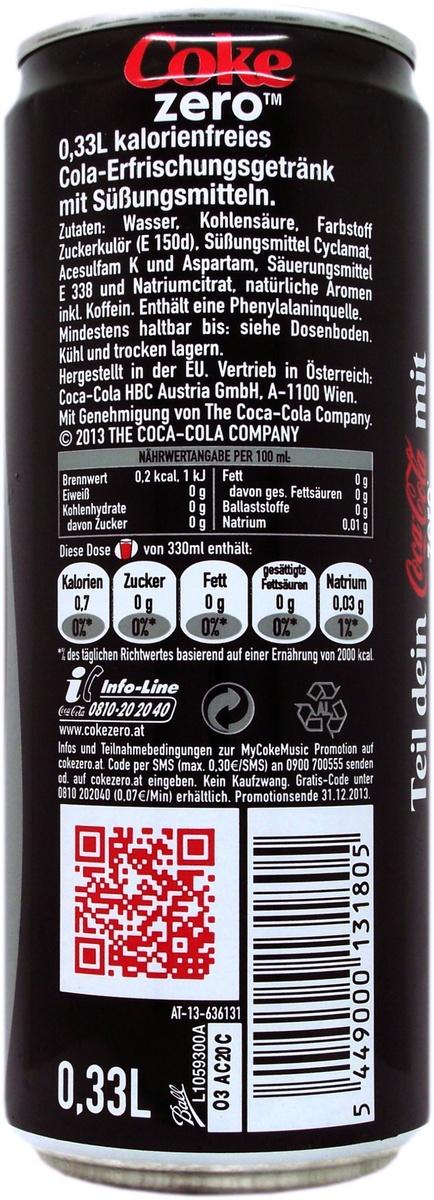 Coke
zero™
0,33L kalorienfreies
Cola-Erfrischungsgetränk
mit Süßungsmitteln.
Zutaten: Wasser, Kohlensäure, Farbstoff
Zuckerkulör (E 150d), Süßungsmittel Cyclamat,
Acesulfam K und Aspartam, Säuerungsmittel
E 338 und Natriumcitrat, natürliche Aromen
inkl. Koffein. Enthält eine Phenylalaninquelle.
Mindestens haltbar bis: siehe Dosenboden.
Kühl und trocken lagern.
Hergestellt in der EU. Vertrieb in Österreich:
Coca-Cola HBC Austria GmbH, A-1100 Wien.
Mit Genehmigung von The Coca-Cola Company.
© 2013 THE COCA-COLA COMPANY
NÄHRWERTANGABE PER 100 ml:
Brennwert 0,2 kcal, 1 kJ
Eiweiß 0 g
Kohlenhydrate 0 g
davon Zucker 0 g
Fett 0 g
davon ges. Fettsäuren 0 g
Ballaststoffe 0 g
Natrium 0,01 g
Diese Dose von 330ml enthält:
Kalorien 0,7 0%*
Zucker 0 g 0%*
Fett 0 g 0%*
gesättigte Fettsäuren 0 g 0%*
Natrium 0,03 g 1%*
*% des täglichen Richtwertes basierend auf einer Ernährung von 2000 kcal.
i Info-Line
Coca-Cola 0810-20 20 40
www.cokezero.at
AL
Infos und Teilnahmebedingungen zur MyCokeMusic Promotion auf
cokezero.at. Code per SMS (max. 0,30€/SMS) an 0900 700555 senden
od. auf cokezero.at eingeben. Kein Kaufzwang. Gratis-Code unter
0810 202040 (0,07€/Min) erhältlich. Promotionsende 31.12.2013.
AT-13-636131
0,33L
Ball
L1059300A
03 AC20C
5 449000 131805
Teil dein Coca-Cola zero mit